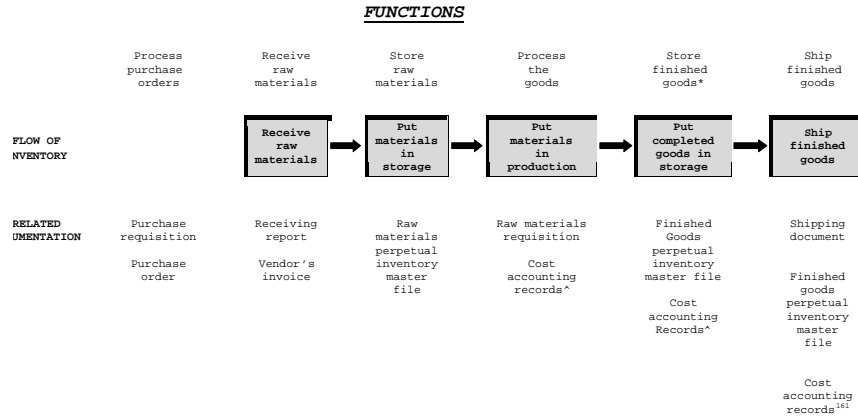 FUNCTIONS
Process
purchase
orders
Receive
raw
materials
Store
raw
materials
Process
the
goods
Store
finished
goods*
Ship
finished
goods
FLOW OF
NVENTORY
Receive
raw
materials
Put
materials
in
storage
Put
materials
in
production
Put
completed
goods in
storage
Ship
finished
goods
RELATED
UMENTATION
Purchase
requisition
Purchase
order
Receiving
report
Vendor's
invoice
Raw
materials
perpetual
inventory
master
file
Raw materials
requisition
Cost
accounting
records^
Finished
Goods
perpetual
inventory
master file
Cost
accounting
Records^
Shipping
document
Finished
goods
perpetual
inventory
master
file
Cost
accounting
records161